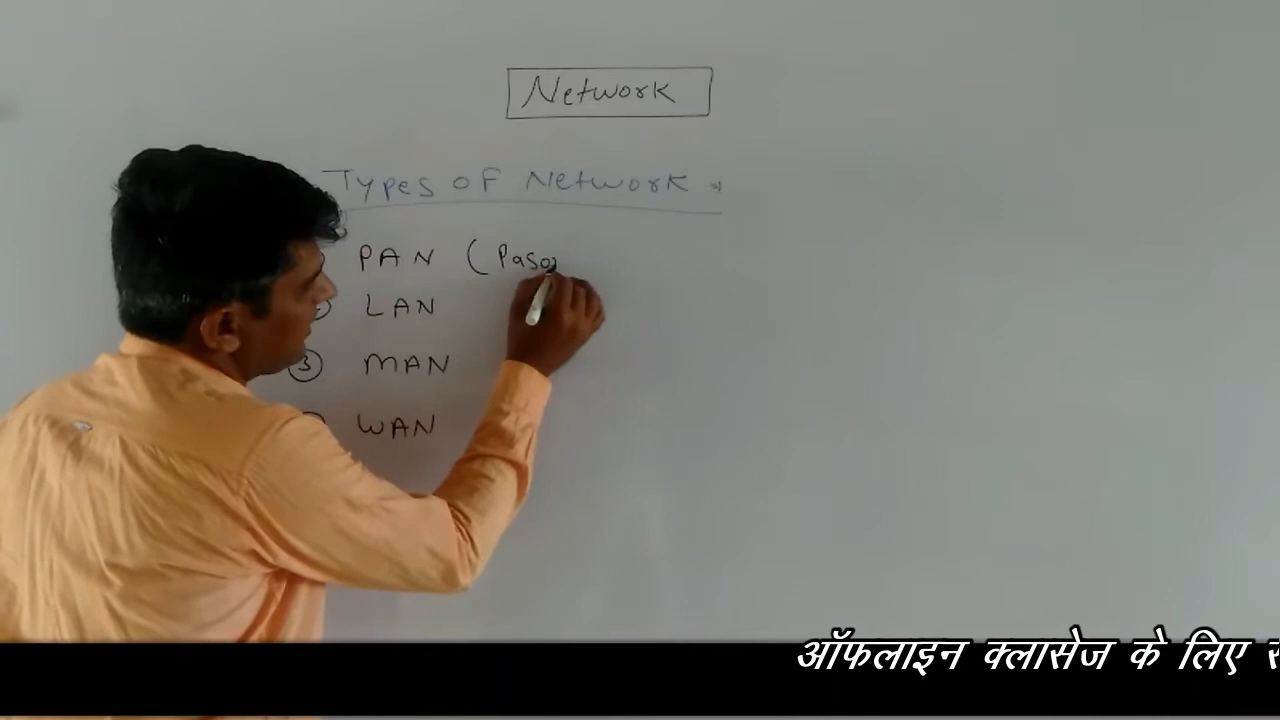 Network
Types of Network ⇒
PAN (Paso
LAN
③ MAN
WAN
ऑफलाइन क्लासेज के लिए